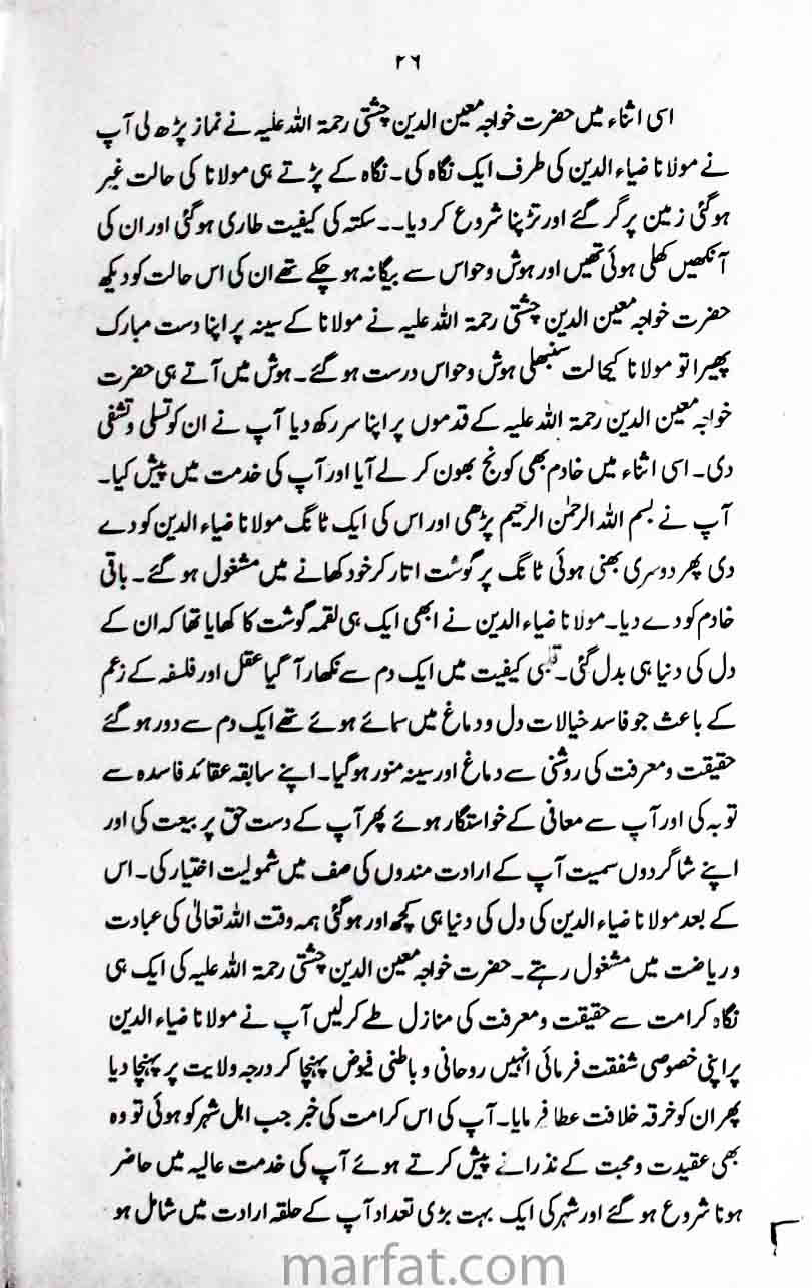 ۲۶
اسی اثناء میں حضرت خواجہ معین الدین چشتی رحمۃ اللہ علیہ نے نماز پڑھ لی آپ
نے مولانا ضیاء الدین کی طرف ایک نگاہ کی۔ نگاہ کے پڑتے ہی مولانا کی حالت غیر
ہوگئی زمین پر گر گئے اور تڑپنا شروع کر دیا۔۔ سکتہ کی کیفیت طاری ہوگئی اور ان کی
آنکھیں کھلی ہوئی تھیں اور ہوش وحواس سے بیگانہ ہو چکے تھے ان کی اس حالت کو دیکھ
حضرت خواجہ معین الدین چشتی رحمۃ اللہ علیہ نے مولانا کے سینہ پر اپنا دست مبارک
پھیرا تو مولانا کیحالت سنبھلی ہوش وحواس درست ہو گئے۔ ہوش میں آتے ہی حضرت
خواجہ معین الدین رحمۃ اللہ علیہ کے قدموں پر اپنا سر رکھ دیا آپ نے ان کو تسلی وتشفی
دی۔ اسی اثناء میں خادم بھی کونج بھون کر لے آیا اور آپ کی خدمت میں پیش کیا۔
آپ نے بسم اللہ الرحمٰن الرحیم پڑھی اور اس کی ایک ٹانگ مولانا ضیاء الدین کو دے
دی پھر دوسری بھنی ہوئی ٹانگ پر گوشت اتار کر خود کھانے میں مشغول ہو گئے۔ باقی
خادم کو دے دیا۔ مولانا ضیاء الدین نے ابھی ایک ہی لقمہ گوشت کا کھایا تھا کہ ان کے
دل کی دنیا ہی بدل گئی۔ قلبی کیفیت میں ایک دم سے نکھار آ گیا عقل اور فلسفہ کے زعم
کے باعث جو فاسد خیالات دل ودماغ میں سمائے ہوئے تھے ایک دم سے دور ہو گئے
حقیقت ومعرفت کی روشنی سے دماغ اور سینہ منور ہوگیا۔ اپنے سابقہ عقائد فاسدہ سے
توبہ کی اور آپ سے معافی کے خواستگار ہوئے پھر آپ کے دست حق پر بیعت کی اور
اپنے شاگردوں سمیت آپ کے ارادت مندوں کی صف میں شمولیت اختیار کی۔ اس
کے بعد مولانا ضیاء الدین کی دل کی دنیا ہی کچھ اور ہوگئی ہمہ وقت اللہ تعالیٰ کی عبادت
و ریاضت میں مشغول رہتے۔ حضرت خواجہ معین الدین چشتی رحمۃ اللہ علیہ کی ایک ہی
نگاہ کرامت سے حقیقت ومعرفت کی منازل طے کرلیں آپ نے مولانا ضیاء الدین
پر اپنی خصوصی شفقت فرمائی انہیں روحانی و باطنی فیوض پہنچا کر درجہ ولایت پر پہنچا دیا
پھر ان کو خرقہ خلافت عطا فرمایا۔ آپ کی اس کرامت کی خبر جب اہل شہر کو ہوئی تو وہ
بھی عقیدت ومحبت کے نذرانے پیش کرتے ہوئے آپ کی خدمت عالیہ میں حاضر
ہونا شروع ہو گئے اور شہر کی ایک بہت بڑی تعداد آپ کے حلقہ ارادت میں شامل ہو
marfat.com